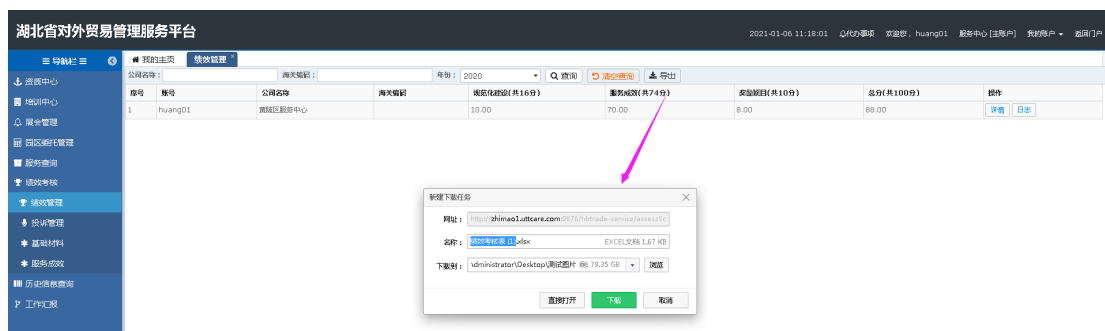 湖北省对外贸易管理服务平台
2021-01-06 11:18:01 代办事项 欢迎您，huang01 服务中心[主账户] 我的账户 返回门户
导航栏 我的主页 绩效管理 ×
公司名称： 海关编码： 年份： 2020 查询 清空查询 导出
序号 账号 公司名称 海关编码 规范化建设(共16分) 服务成效(共74分) 奖励项目(共10分) 总分(共100分) 操作
1 huang01 黄陂区服务中心 10.00 70.00 8.00 88.00 详情 日志
资质中心
培训中心
展会管理
园区委托管理
服务查询
绩效考核
绩效管理
投诉管理
基础材料
服务成效
历史信息查询
工作汇报
新建下载任务
网址： http://zhimao1.uttcare.com:9976/hbtrade-service/assessSc
名称： 绩效考核表 (1).xlsx EXCEL文档 1.67 KB
下载到： \dministrator\Desktop\测试图片 79.35 GB 浏览
直接打开 下载 取消